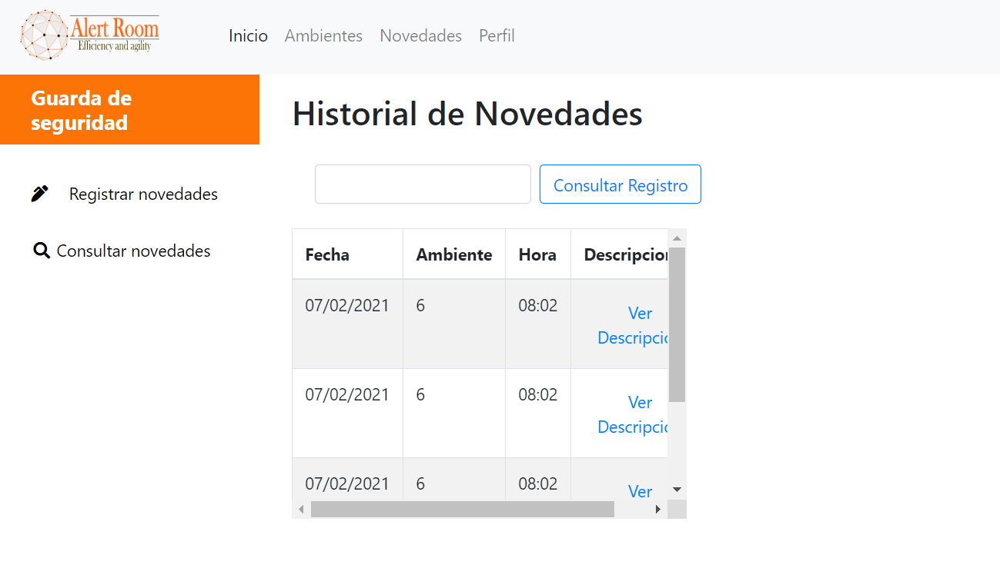 Alert Room
Efficiency and agility
Inicio Ambientes Novedades Perfil
Guarda de
seguridad
Registrar novedades
Consultar novedades
Historial de Novedades
Consultar Registro
Fecha Ambiente Hora Descripcion
07/02/2021 6 08:02 Ver
Descripcio
07/02/2021 6 08:02 Ver
Descripcio
07/02/2021 6 08:02 Ver